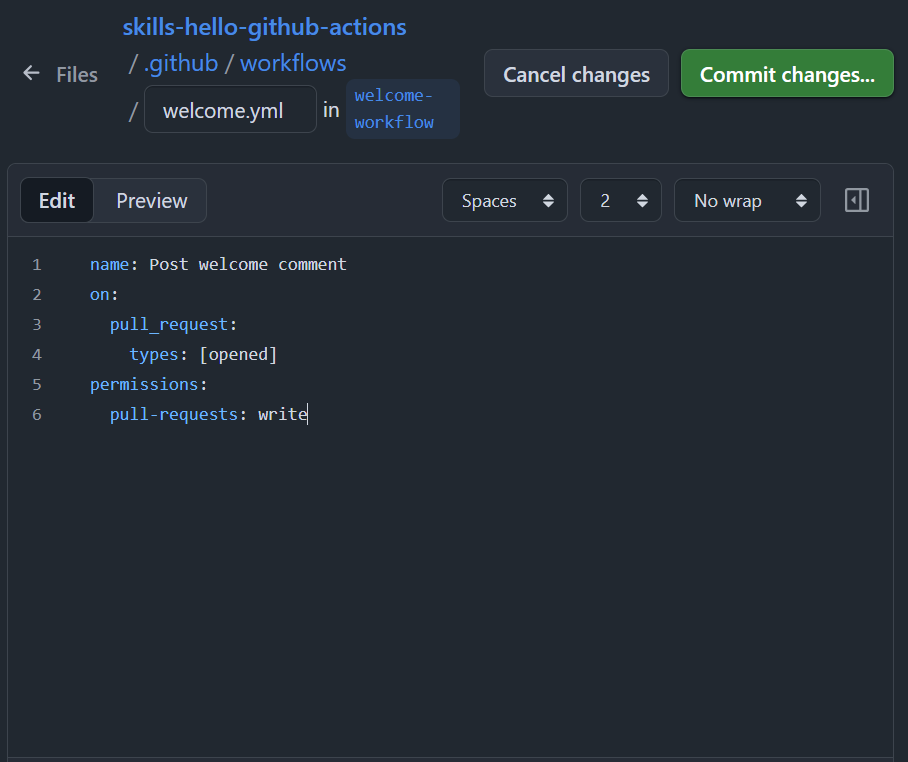 skills-hello-github-actions
← Files / .github / workflows
/ welcome.yml in welcome-workflow
Cancel changes
Commit changes...
Edit
Preview
Spaces
2
No wrap
1 name: Post welcome comment
2 on:
3   pull_request:
4     types: [opened]
5 permissions:
6   pull-requests: write